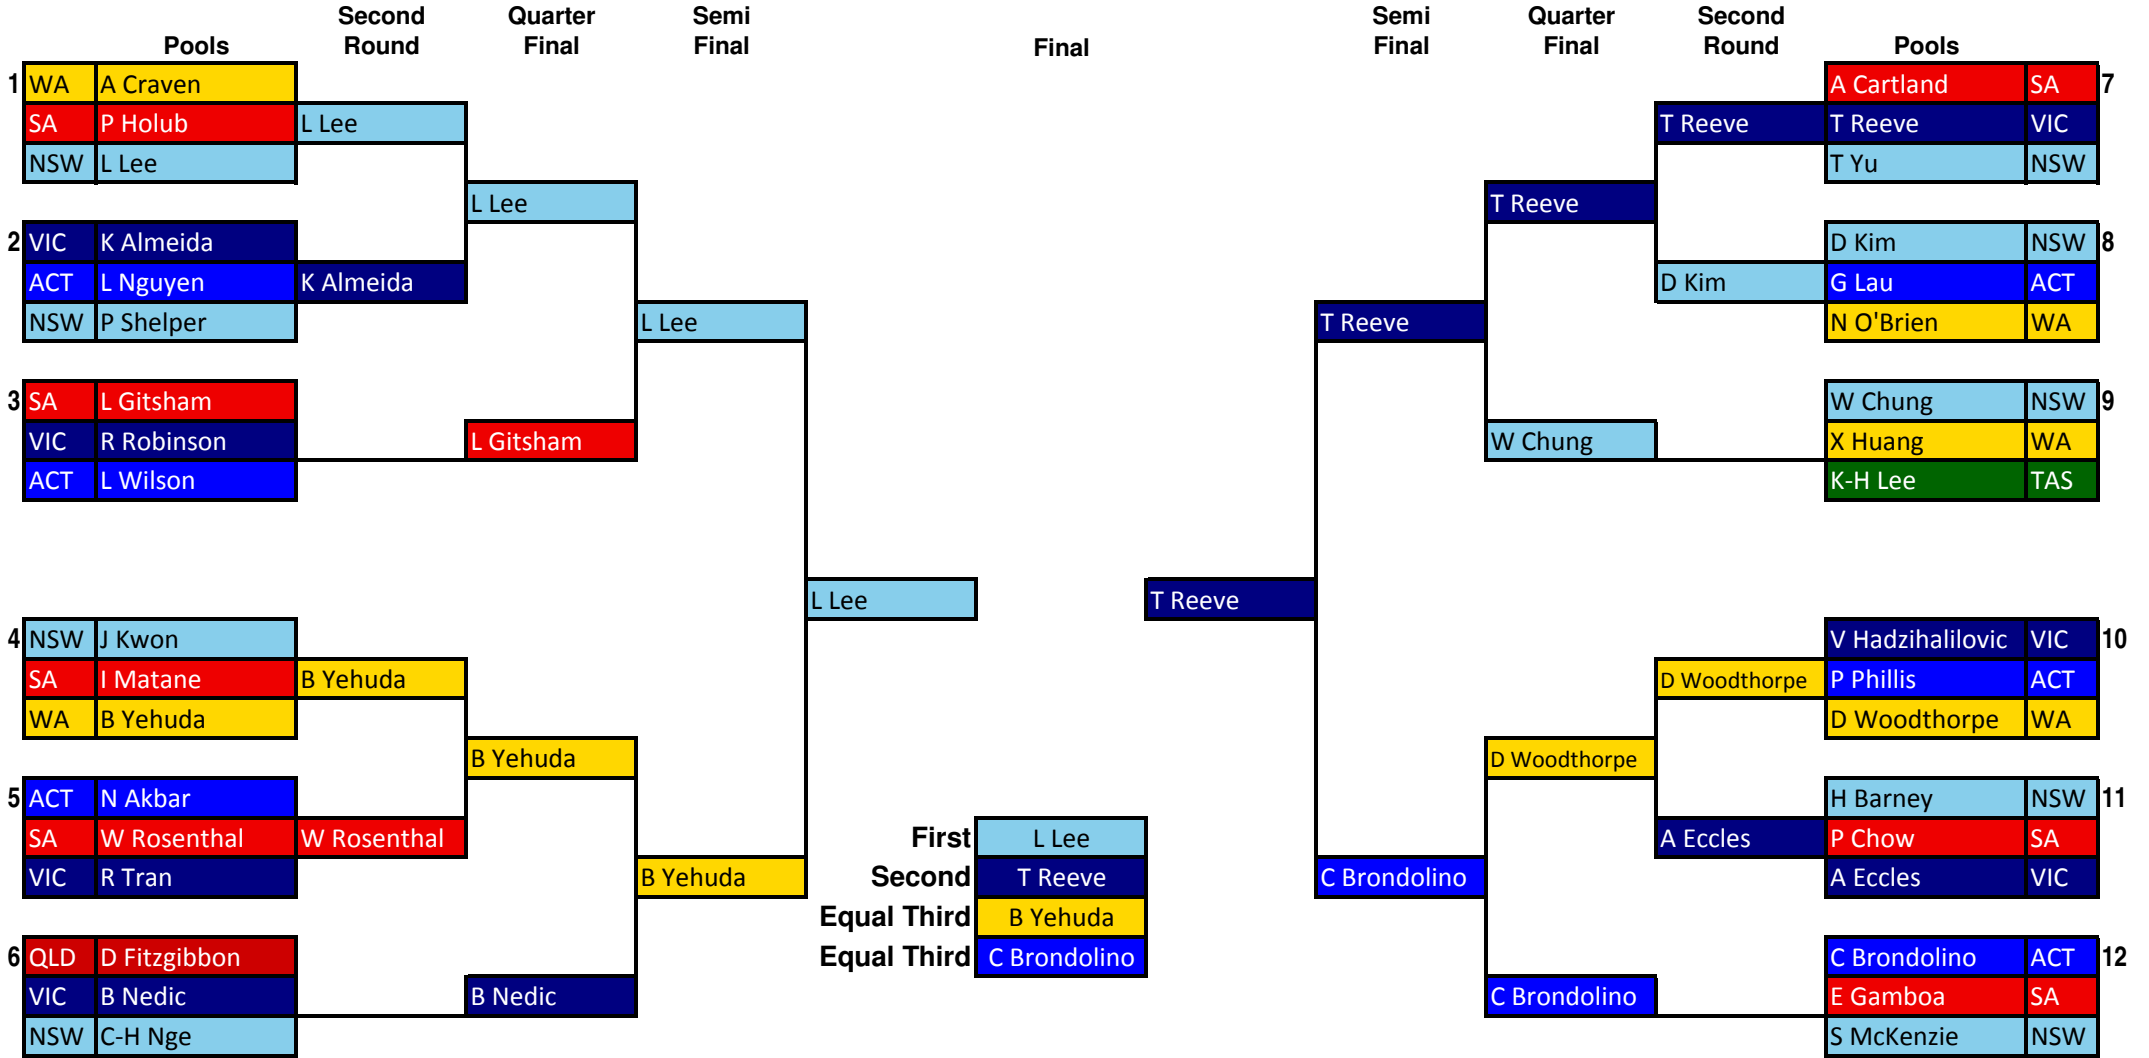 Second Quarter Semi Semi Quarter Second
Pools Round Final Final Final Final Final Round Pools
1 WA A Craven A Cartland SA 7
SA P Holub L Lee T Reeve T Reeve VIC
NSW L Lee T Yu NSW
L Lee T Reeve
2 VIC K Almeida D Kim NSW 8
ACT L Nguyen K Almeida D Kim G Lau ACT
NSW P Shelper L Lee T Reeve N O'Brien WA
3 SA L Gitsham W Chung NSW 9
VIC R Robinson L Gitsham W Chung X Huang WA
ACT L Wilson K-H Lee TAS
L Lee T Reeve
4 NSW J Kwon V Hadzihalilovic VIC 10
SA I Matane B Yehuda D Woodthorpe P Phillis ACT
WA B Yehuda D Woodthorpe WA
B Yehuda D Woodthorpe
5 ACT N Akbar H Barney NSW 11
SA W Rosenthal W Rosenthal First L Lee A Eccles P Chow SA
VIC R Tran B Yehuda Second T Reeve C Brondolino A Eccles VIC
Equal Third B Yehuda
6 QLD D Fitzgibbon Equal Third C Brondolino C Brondolino ACT 12
VIC B Nedic B Nedic C Brondolino E Gamboa SA
NSW C-H Nge S McKenzie NSW